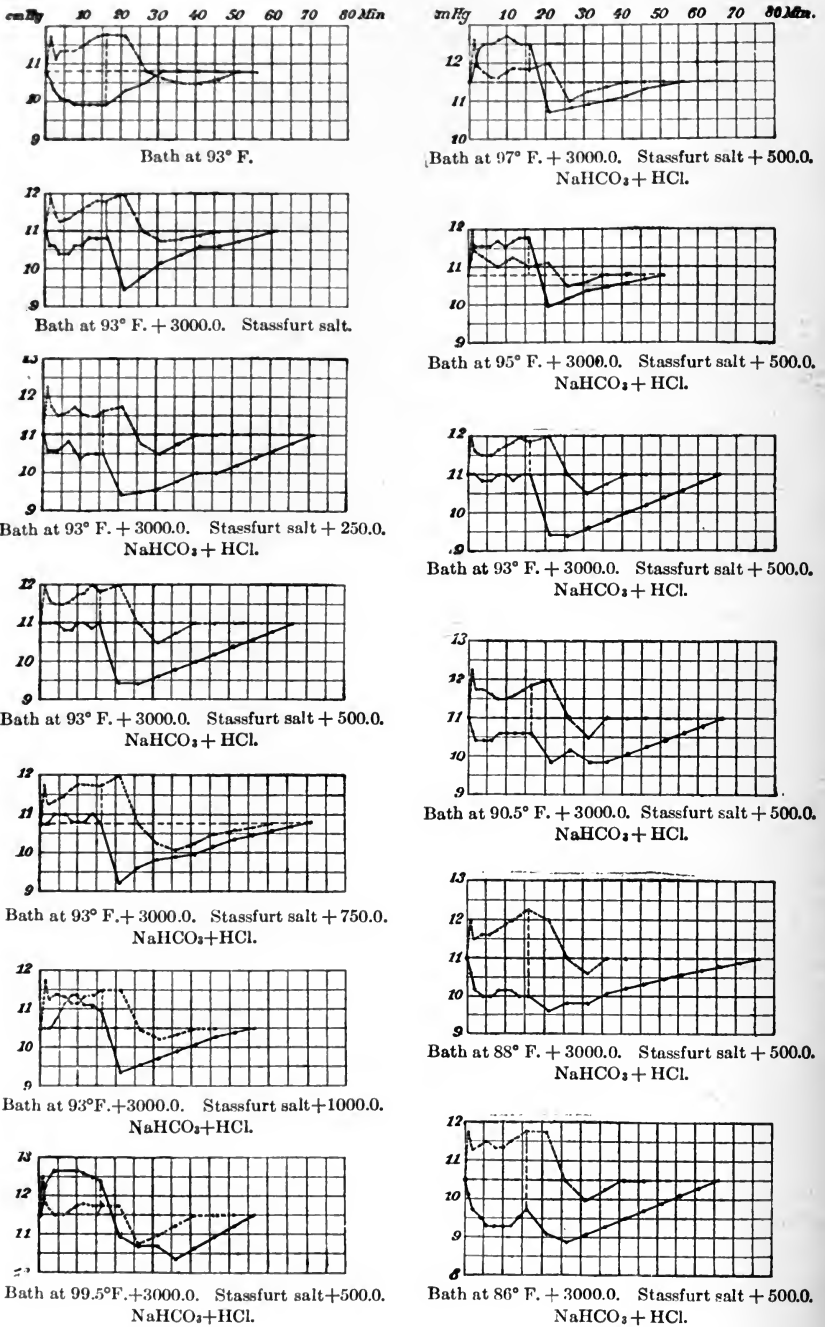 cmHg 10 20 30 40 50 60 70 80 Min
11
10
9
Bath at 93° F.
12
11
10
9
Bath at 93° F. + 3000.0. Stassfurt salt.
13
12
11
10
9
Bath at 93° F. + 3000.0. Stassfurt salt + 250.0.
NaHCO₃ + HCl.
12
11
10
9
Bath at 93° F. + 3000.0. Stassfurt salt + 500.0.
NaHCO₃ + HCl.
12
11
10
9
Bath at 93° F. + 3000.0. Stassfurt salt + 750.0.
NaHCO₃+HCl.
12
11
10
9
Bath at 93°F.+3000.0. Stassfurt salt+1000.0.
NaHCO₃+HCl.
13
12
11
Bath at 99.5°F.+3000.0. Stassfurt salt+500.0.
NaHCO₃+HCl.
cmHg 10 20 30 40 50 60 70 80 Min.
12
11
10
Bath at 97° F. + 3000.0. Stassfurt salt + 500.0.
NaHCO₃ + HCl.
12
11
10
9
Bath at 95° F. + 3000.0. Stassfurt salt + 500.0.
NaHCO₃ + HCl.
12
11
10
9
Bath at 93° F. + 3000.0. Stassfurt salt + 500.0.
NaHCO₃ + HCl.
13
12
11
10
9
Bath at 90.5° F. + 3000.0. Stassfurt salt + 500.0.
NaHCO₃ + HCl.
13
12
11
10
9
Bath at 88° F. + 3000.0. Stassfurt salt + 500.0.
NaHCO₃ + HCl.
12
11
10
9
8
Bath at 86° F. + 3000.0. Stassfurt salt + 500.0.
NaHCO₃ + HCl.